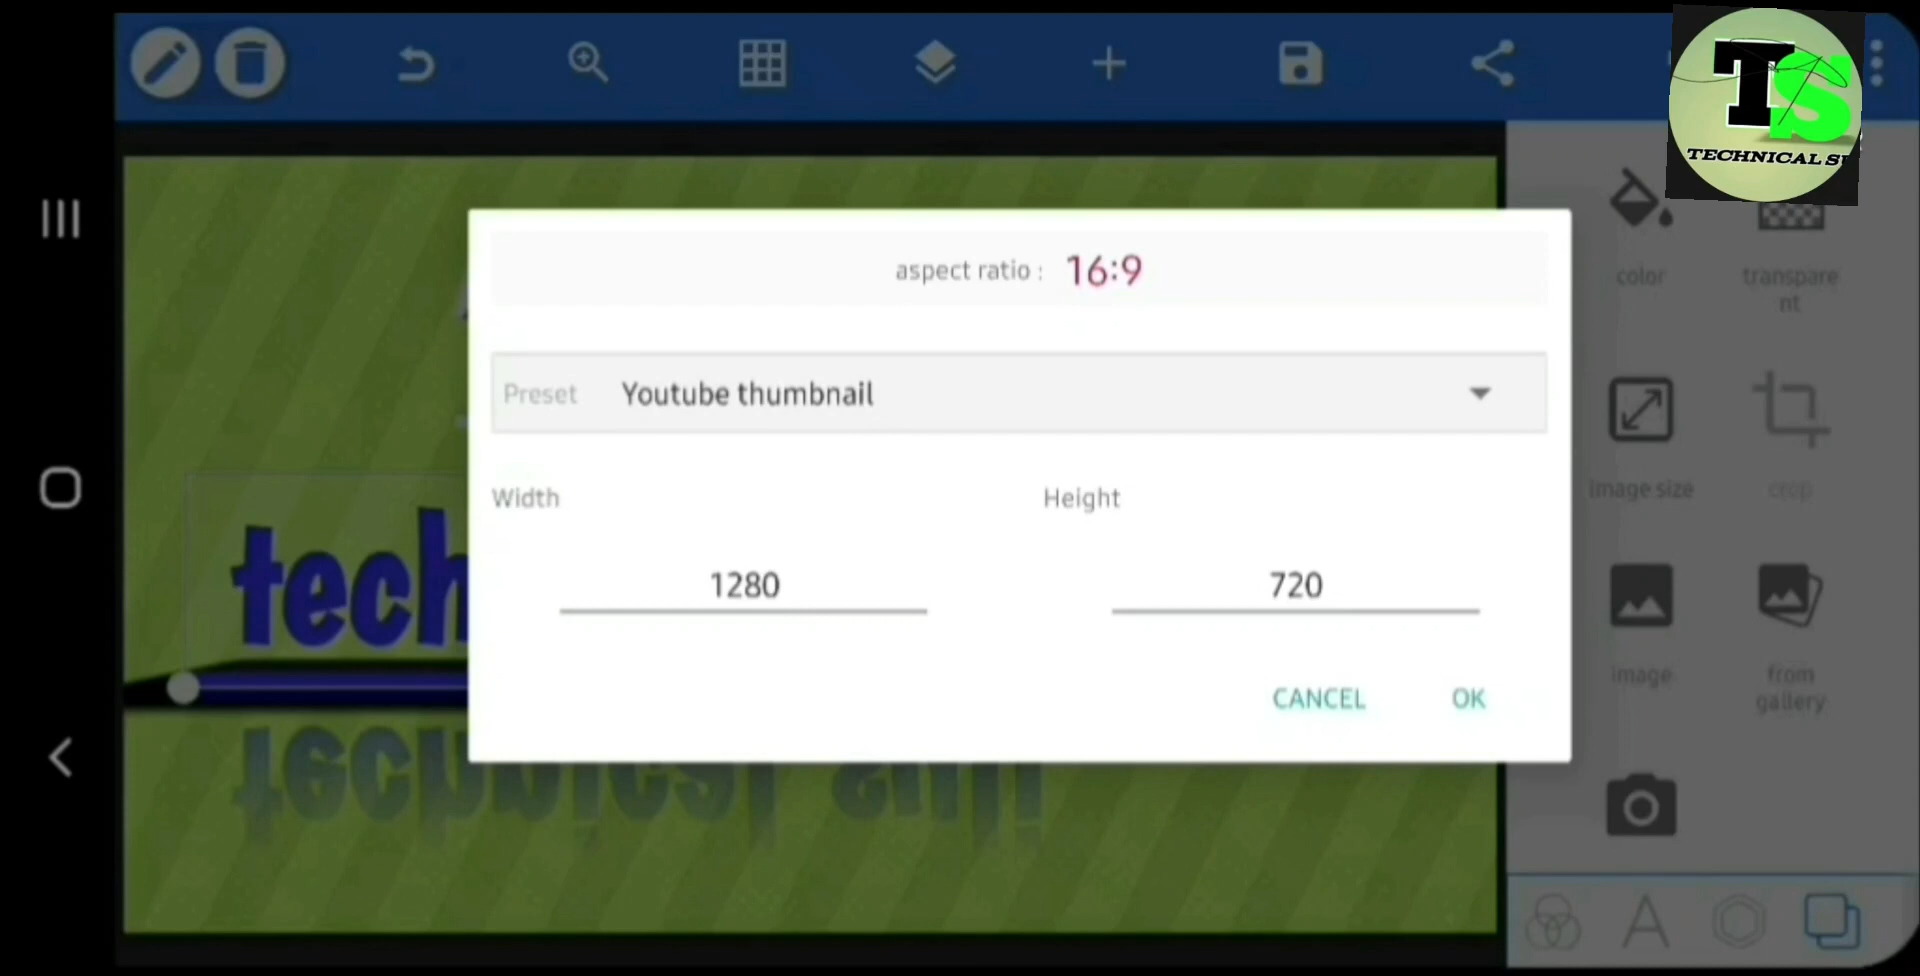 TS
TECHNICAL S
aspect ratio : 16:9
Preset Youtube thumbnail
Width Height
1280 720
CANCEL OK
color transpare
nt
image size crop
image from
gallery
tech
A